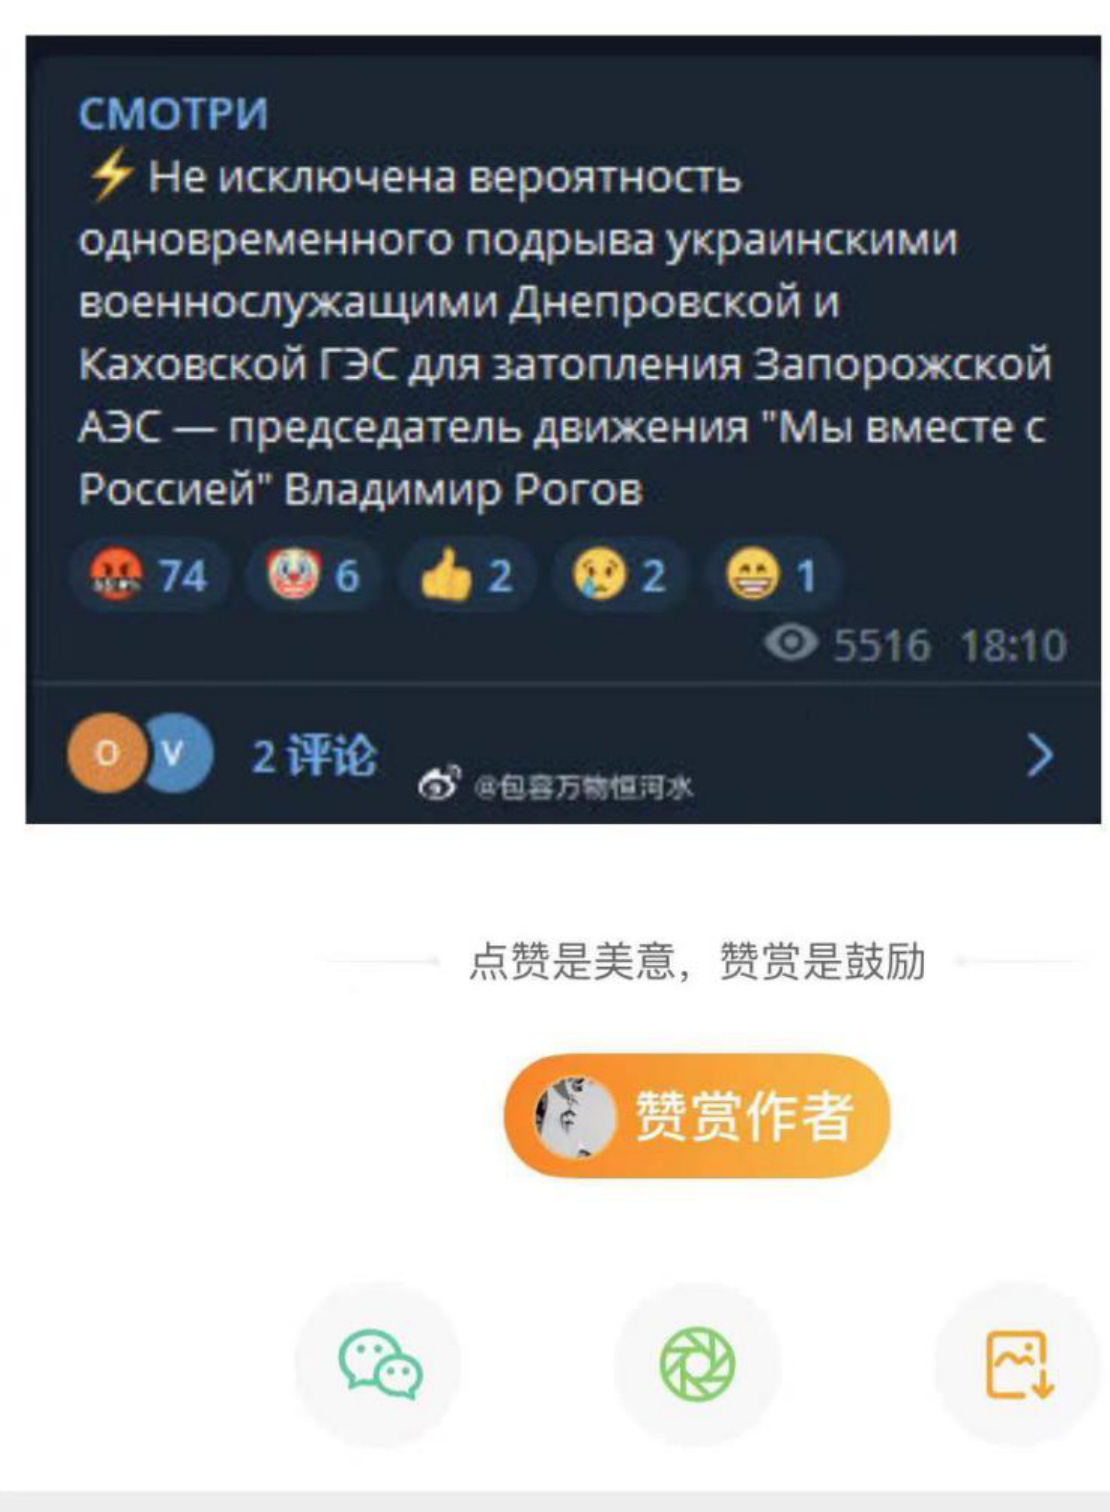 СМОТРИ
⚡ Не исключена вероятность
одновременного подрыва украинскими
военнослужащими Днепровской и
Каховской ГЭС для затопления Запорожской
АЭС — председатель движения "Мы вместе с
Россией" Владимир Рогов
74 6 2 2 1
5516 18:10
O V 2 评论
@包容万物恒河水
点赞是美意，赞赏是鼓励
赞赏作者